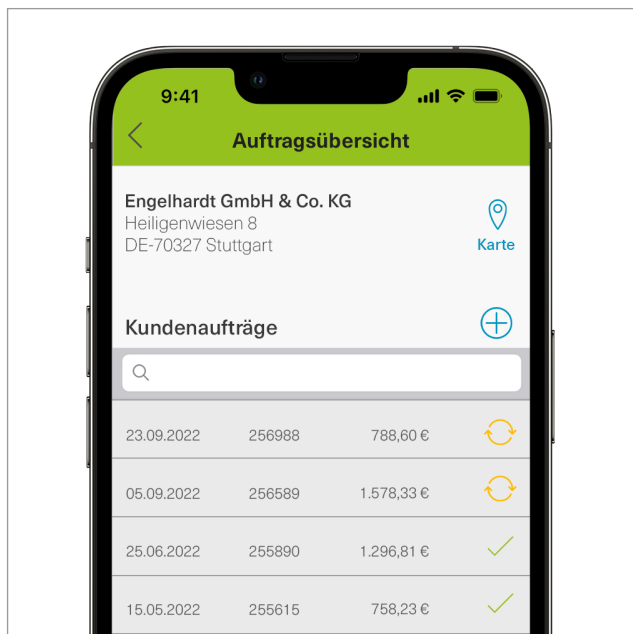 9:41
Auftragsübersicht
Engelhardt GmbH & Co. KG
Heiligenwiesen 8
DE-70327 Stuttgart
Karte
Kundenaufträge
23.09.2022 256988 788,60 €
05.09.2022 256589 1.578,33 €
25.06.2022 255890 1.296,81 €
15.05.2022 255615 758,23 €